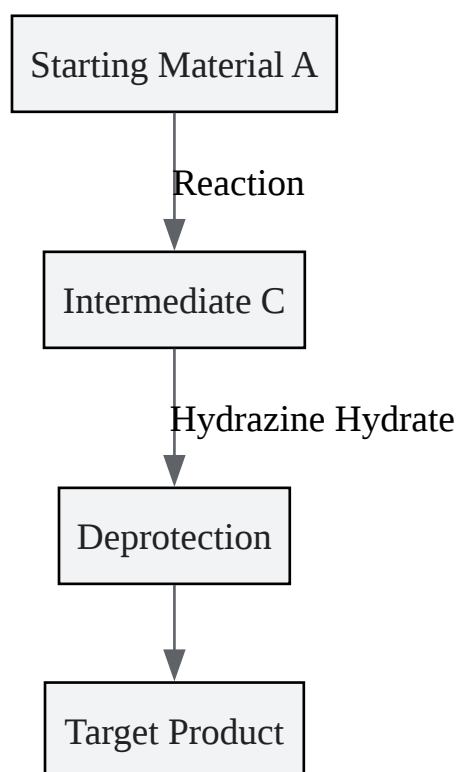 Starting Material A
Reaction
Intermediate C
Hydrazine Hydrate
Deprotection
Target Product